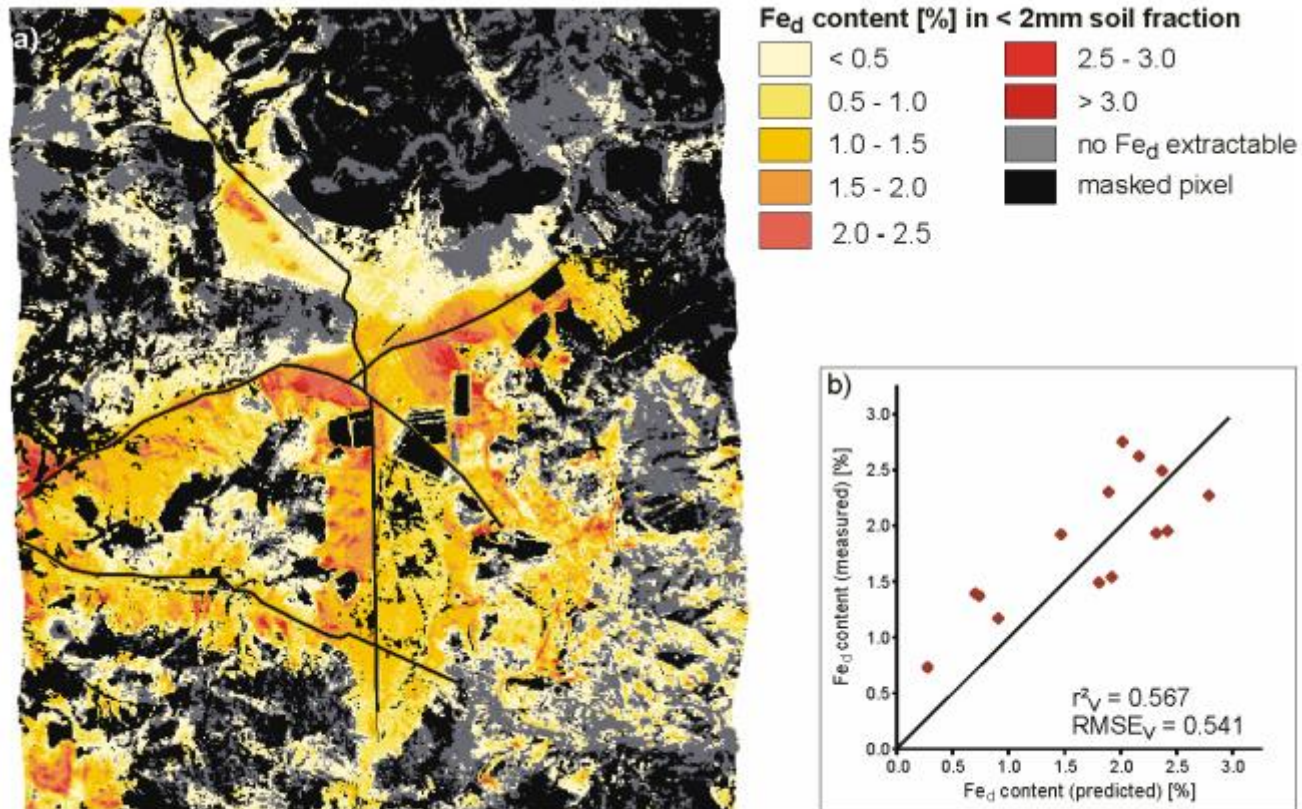 a)
Fed content [%] in < 2mm soil fraction
< 0.5
0.5 - 1.0
1.0 - 1.5
1.5 - 2.0
2.0 - 2.5
2.5 - 3.0
> 3.0
no Fed extractable
masked pixel
b)
Fed content (measured) [%]
3.0
2.5
2.0
1.5
1.0
0.5
0.0
r²v = 0.567
RMSEv = 0.541
0.0 0.5 1.0 1.5 2.0 2.5 3.0
Fed content (predicted) [%]